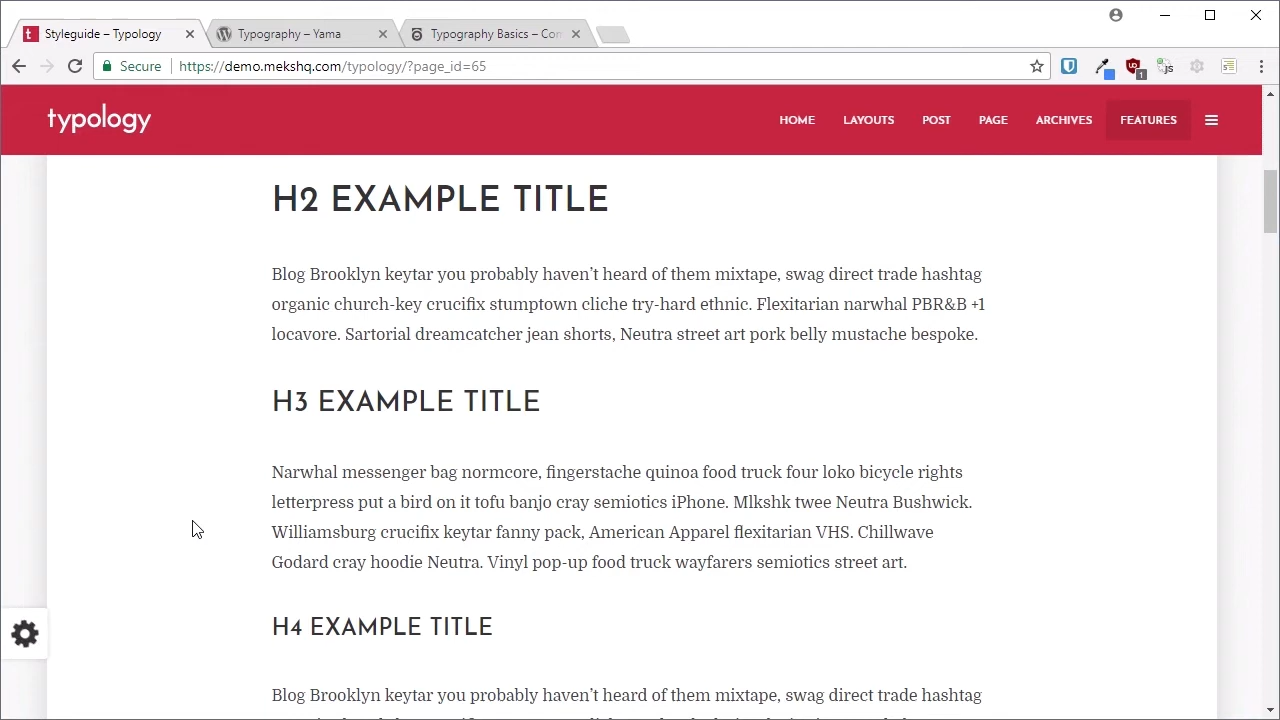 Styleguide – Typology
Typography – Yama
Typography Basics – Con
Secure
https://demo.mekshq.com/typology/?page_id=65
1
js
typology
HOME
LAYOUTS
POST
PAGE
ARCHIVES
FEATURES
H2 EXAMPLE TITLE
Blog Brooklyn keytar you probably haven’t heard of them mixtape, swag direct trade hashtag
organic church-key crucifix stumptown cliche try-hard ethnic. Flexitarian narwhal PBR&B +1
locavore. Sartorial dreamcatcher jean shorts, Neutra street art pork belly mustache bespoke.
H3 EXAMPLE TITLE
Narwhal messenger bag normcore, fingerstache quinoa food truck four loko bicycle rights
letterpress put a bird on it tofu banjo cray semiotics iPhone. Mlkshk twee Neutra Bushwick.
Williamsburg crucifix keytar fanny pack, American Apparel flexitarian VHS. Chillwave
Godard cray hoodie Neutra. Vinyl pop-up food truck wayfarers semiotics street art.
H4 EXAMPLE TITLE
Blog Brooklyn keytar you probably haven’t heard of them mixtape, swag direct trade hashtag